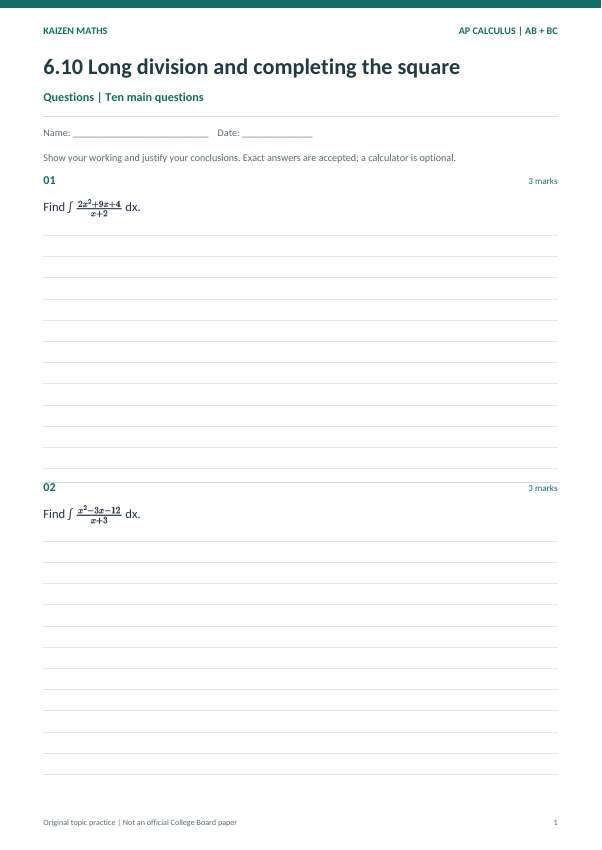 KAIZEN MATHS
AP CALCULUS | AB + BC
6.10 Long division and completing the square
Questions | Ten main questions
Name: ____________________________ Date: ______________
Show your working and justify your conclusions. Exact answers are accepted; a calculator is optional.
01
3 marks
Find ∫ (2x²+9x+4)/(x+2) dx.
02
3 marks
Find ∫ (x²−3x−12)/(x+3) dx.
Original topic practice | Not an official College Board paper
1